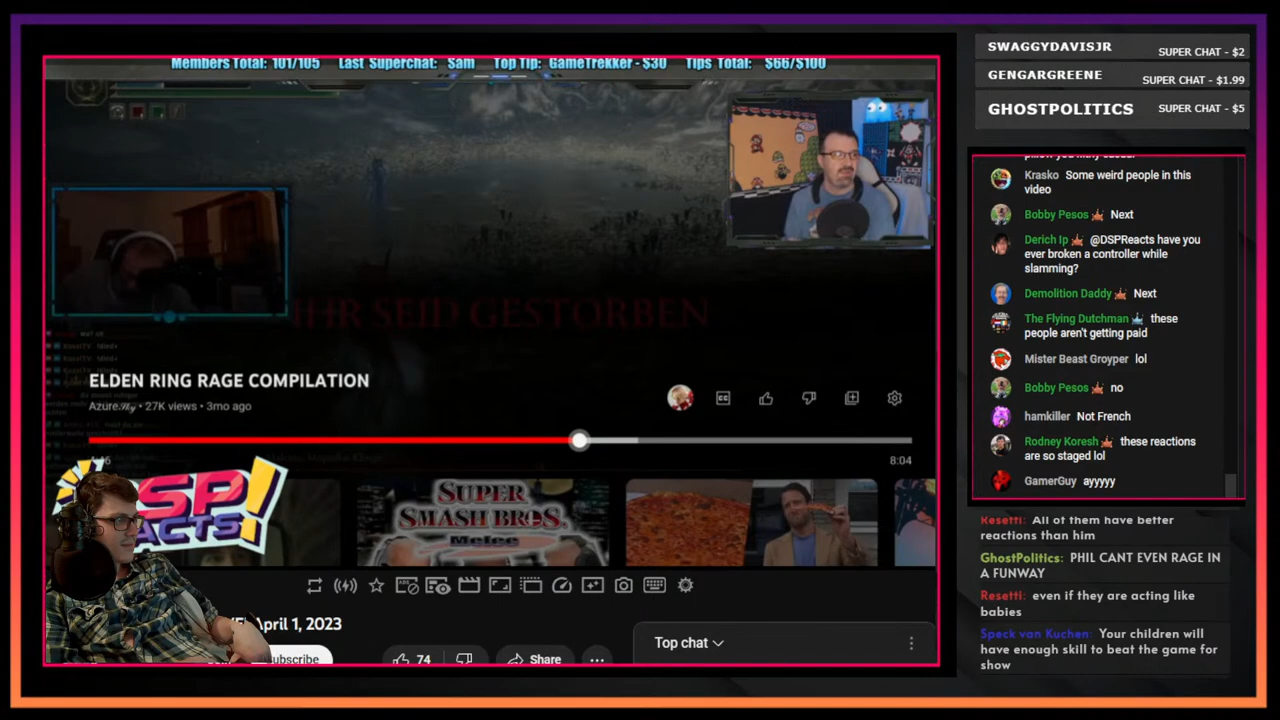 Members Total: 101/105 Last Superchat: Sam Top Tip: GameTrekker - $30 Tips Total: $66/$100
HR SEID GESTORBEN
ELDEN RING RAGE COMPILATION
27K views • 3mo ago
8:04
SUPER
SMASH BROS.
Melee
SP
ACTS!
April 1, 2023
subscribe
74
Share
Top chat
SWAGGYDAVISJR SUPER CHAT - $2
GENGARGREENE SUPER CHAT - $1.99
GHOSTPOLITICS SUPER CHAT - $5
Krasko Some weird people in this
video
Bobby Pesos Next
Derich Ip @DSPReacts have you
ever broken a controller while
slamming?
Demolition Daddy Next
The Flying Dutchman these
people aren't getting paid
Mister Beast Groyper lol
Bobby Pesos no
hamkiller Not French
Rodney Koresh these reactions
are so staged lol
GamerGuy ayyyyy
Kesetti: All of them have better
reactions than him
GhostPolitics: PHIL CANT EVEN RAGE IN
A FUNWAY
Resetti: even if they are acting like
babies
Speck van Kuchen: Your children will
have enough skill to beat the game for
show